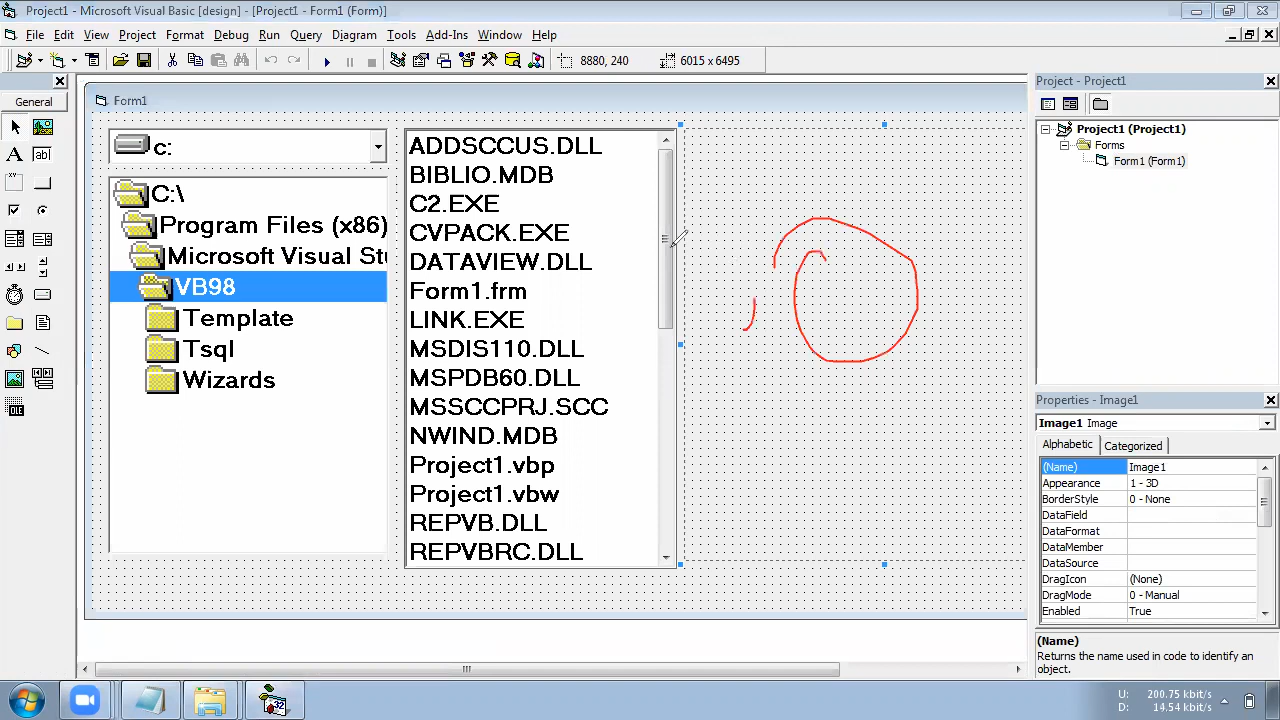 Project1 - Microsoft Visual Basic [design] - [Project1 - Form1 (Form)]
File Edit View Project Format Debug Run Query Diagram Tools Add-Ins Window Help
8880, 240 6015 x 6495
General
A ab|
OLE
Form1
c:
C:\
Program Files (x86)
Microsoft Visual Stu
VB98
Template
Tsql
Wizards
ADDSCCUS.DLL
BIBLIO.MDB
C2.EXE
CVPACK.EXE
DATAVIEW.DLL
Form1.frm
LINK.EXE
MSDIS110.DLL
MSPDB60.DLL
MSSCCPRJ.SCC
NWIND.MDB
Project1.vbp
Project1.vbw
REPVB.DLL
REPVBRC.DLL
Project - Project1
Project1 (Project1)
Forms
Form1 (Form1)
Properties - Image1
Image1 Image
Alphabetic Categorized
(Name) Image1
Appearance 1 - 3D
BorderStyle 0 - None
DataField
DataFormat
DataMember
DataSource
DragIcon (None)
DragMode 0 - Manual
Enabled True
(Name)
Returns the name used in code to identify an
object.
32
U: 200.75 kbit/s
D: 14.54 kbit/s